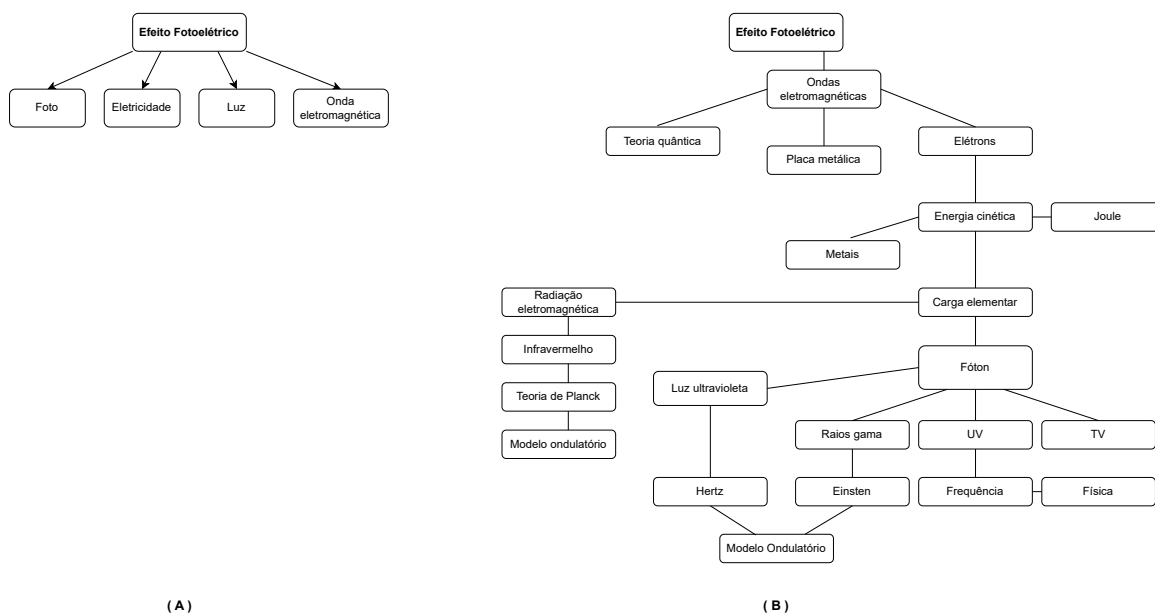 Efeito Fotoelétrico
Foto
Eletricidade
Luz
Onda
eletromagnética
( A )
Efeito Fotoelétrico
Ondas
eletromagnéticas
Teoria quântica
Placa metálica
Elétrons
Energia cinética
Joule
Metais
Radiação
eletromagnética
Carga elementar
Infravermelho
Fóton
Luz ultravioleta
Teoria de Planck
Modelo ondulatório
Raios gama
UV
TV
Hertz
Einsten
Frequência
Física
Modelo Ondulatório
( B )